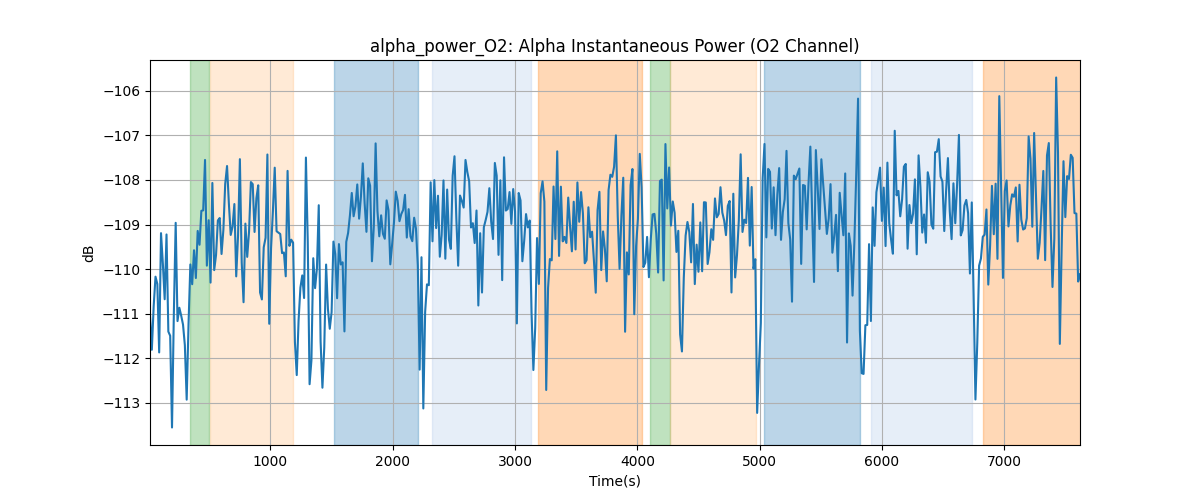 alpha_power_O2: Alpha Instantaneous Power (O2 Channel)
−106
−107
−108
−109
−110
−111
−112
−113
dB
1000 2000 3000 4000 5000 6000 7000
Time(s)